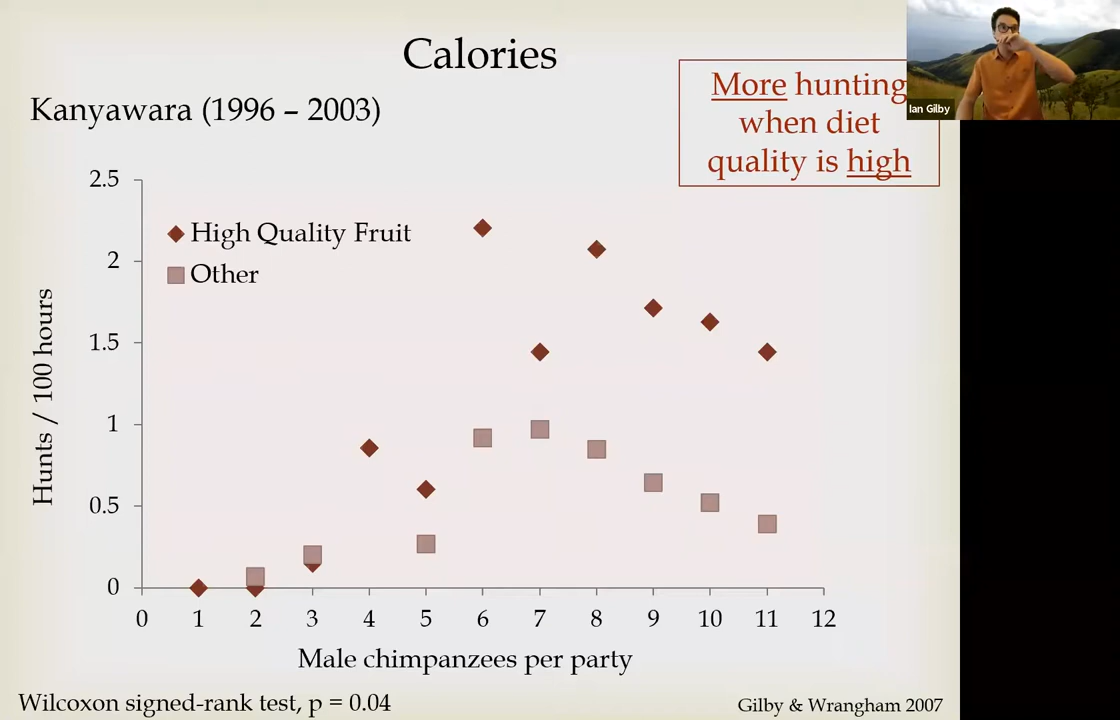 Calories
Kanyawara (1996 – 2003)
More hunting
when diet
quality is high
Ian Gilby
2.5
2
1.5
1
0.5
0
High Quality Fruit
Other
Hunts / 100 hours
0 1 2 3 4 5 6 7 8 9 10 11 12
Male chimpanzees per party
Wilcoxon signed-rank test, p = 0.04
Gilby & Wrangham 2007